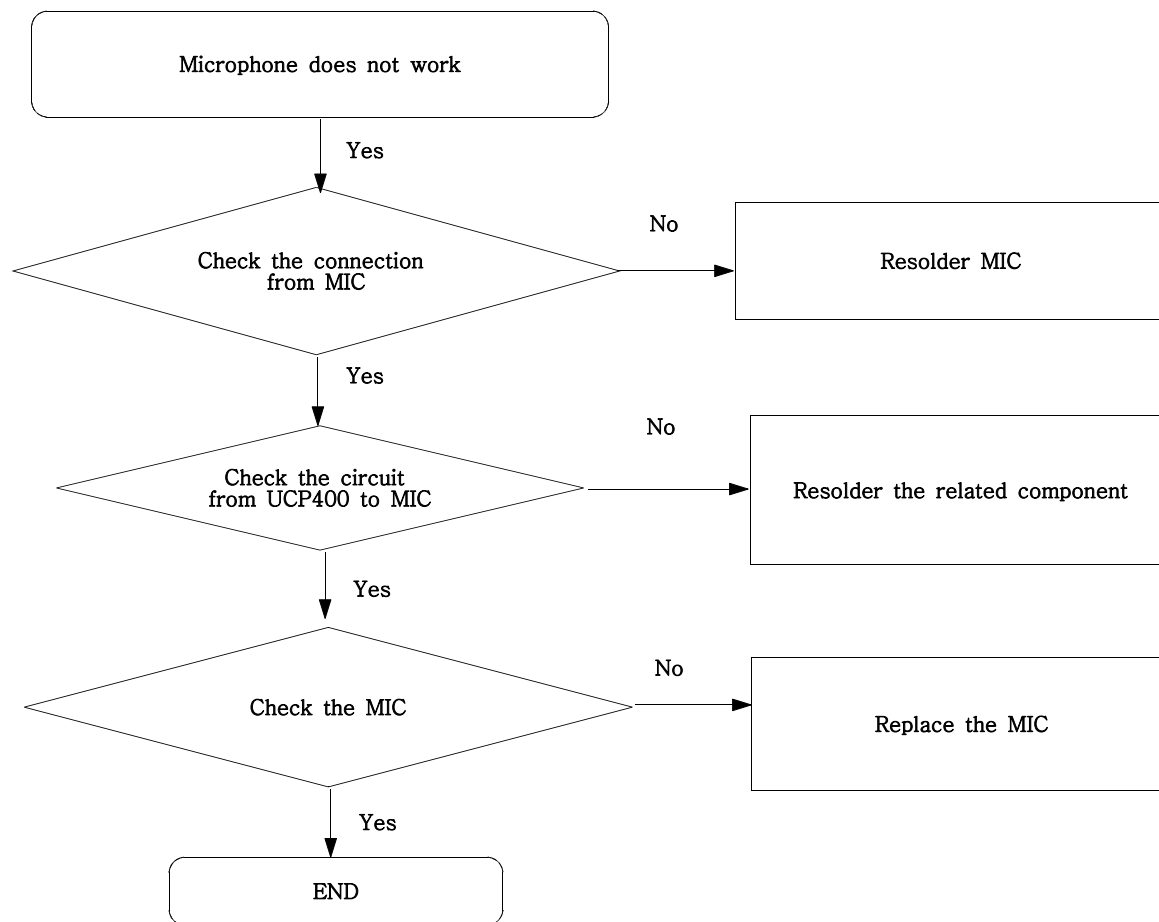 Microphone does not work
Yes
Check the connection
from MIC
No
Resolder MIC
Yes
Check the circuit
from UCP400 to MIC
No
Resolder the related component
Yes
Check the MIC
No
Replace the MIC
Yes
END